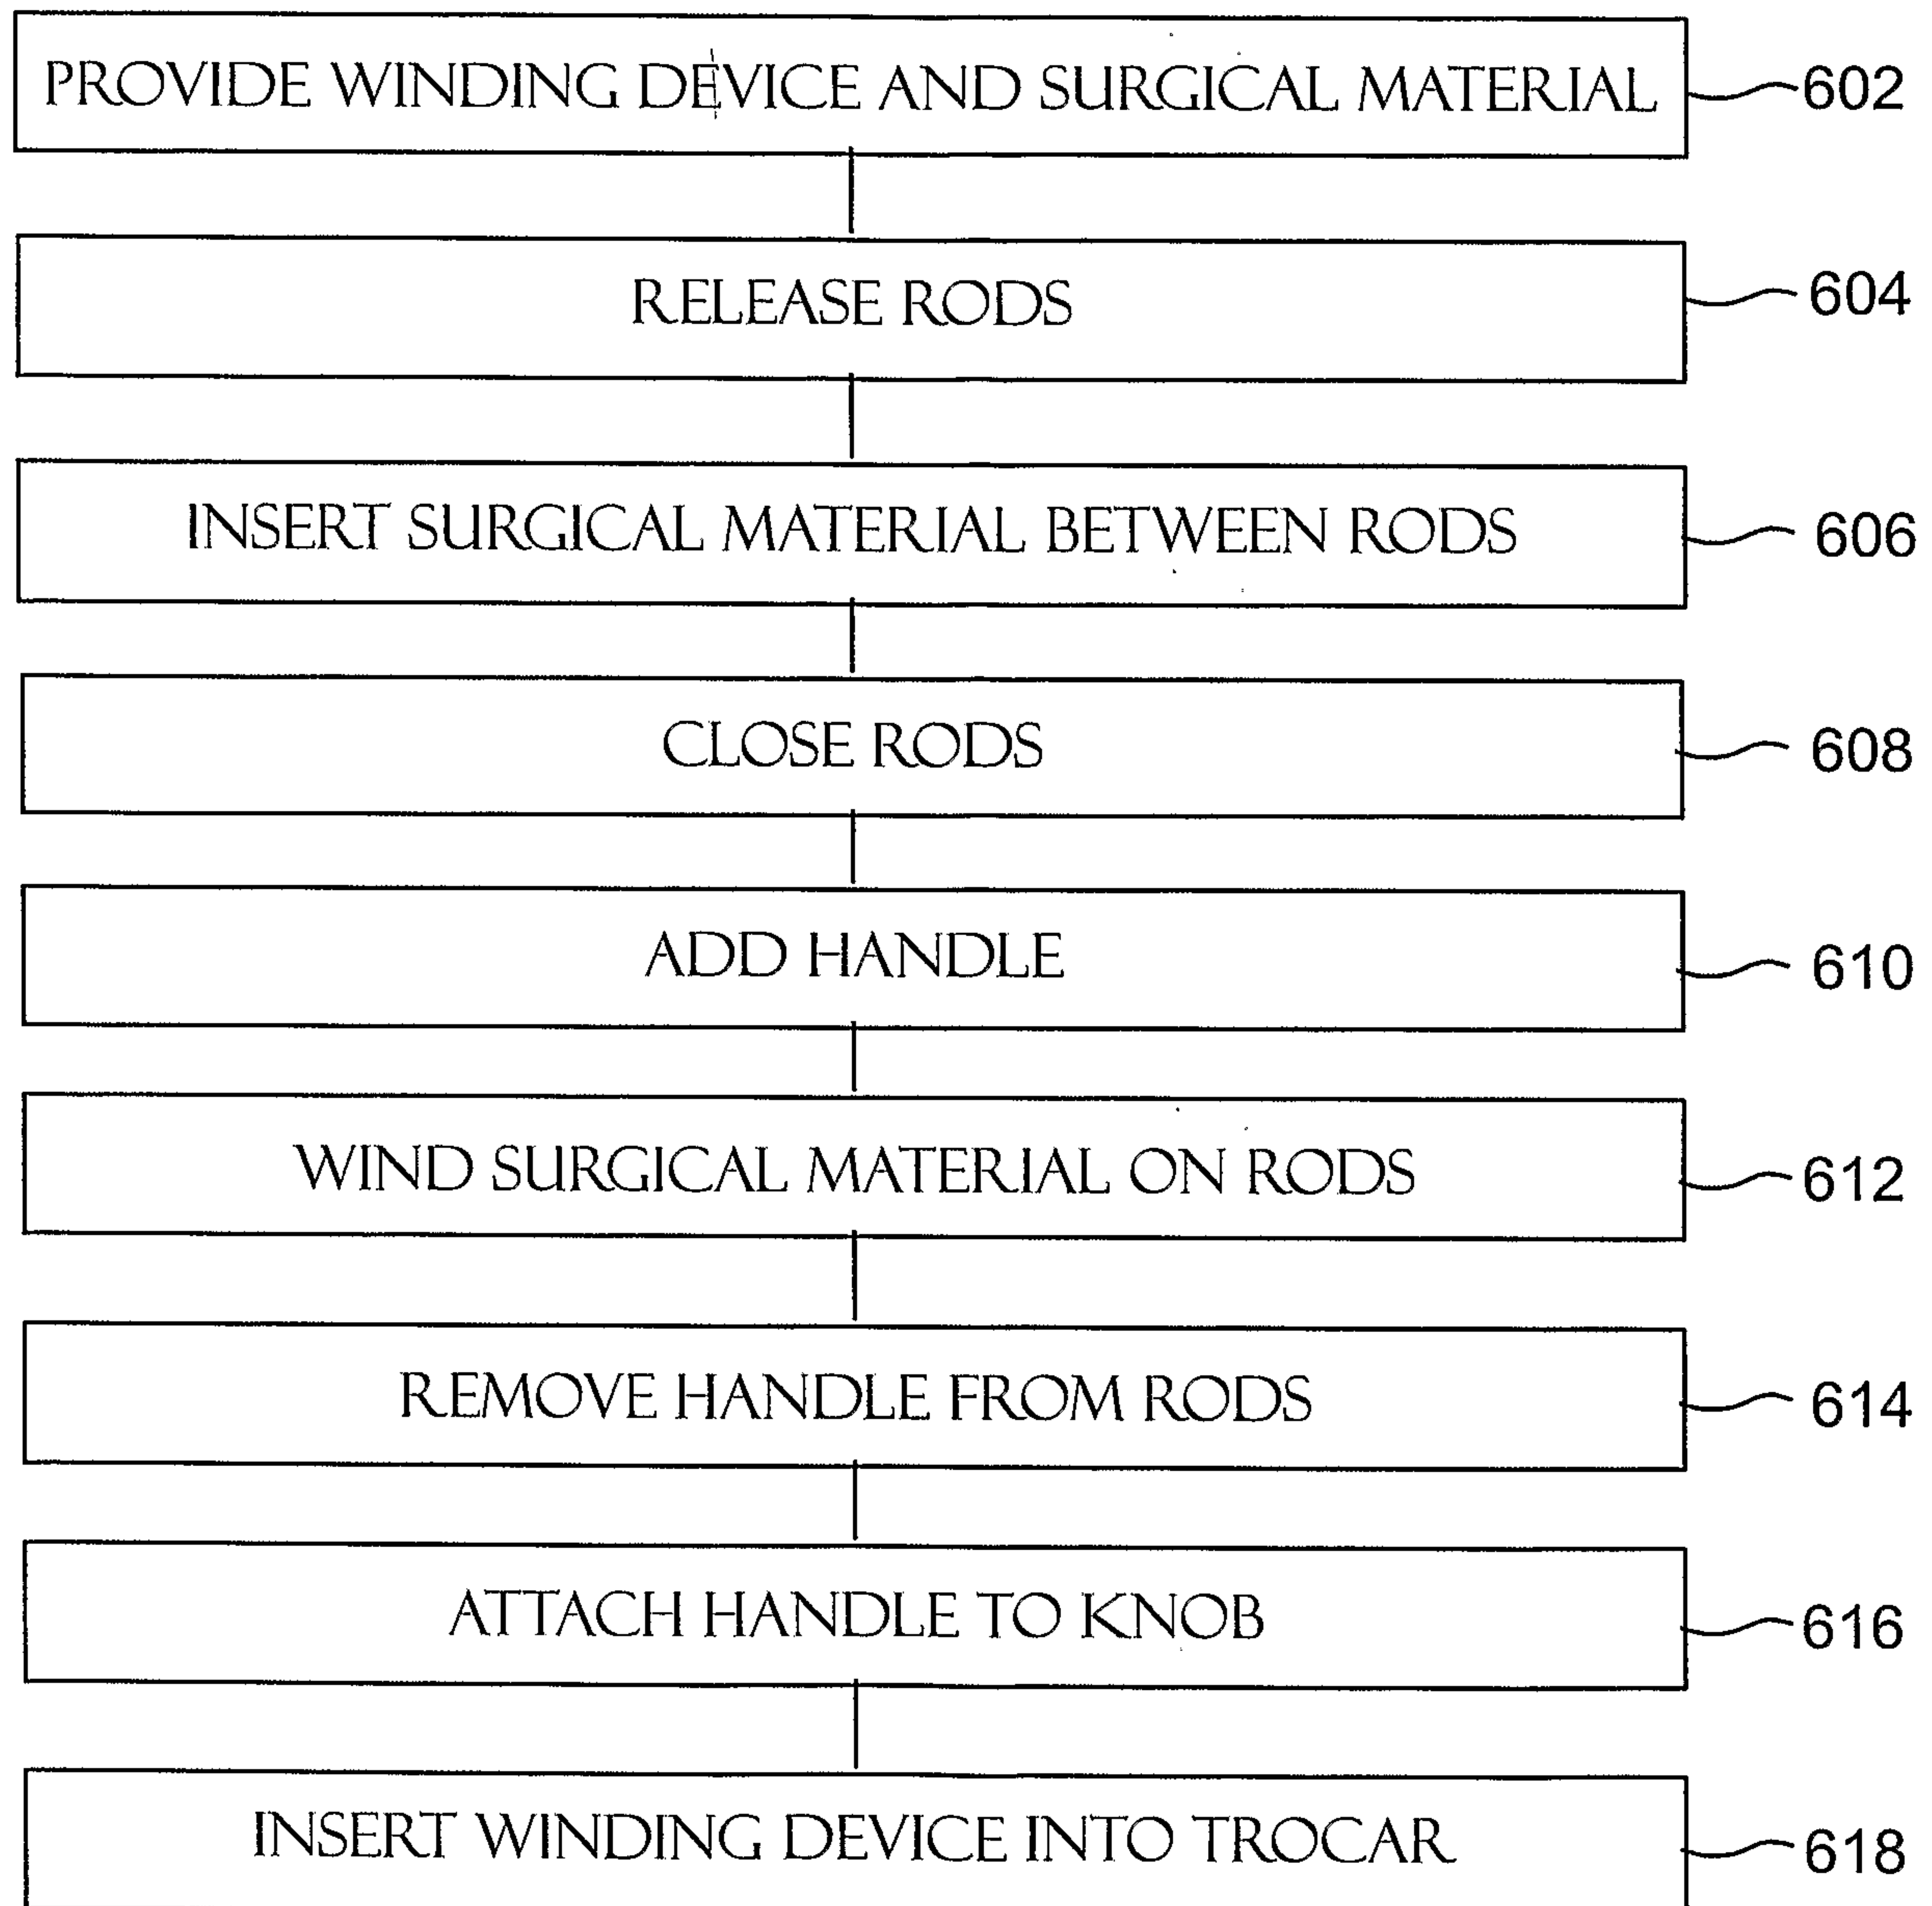 PROVIDE WINDING DEVICE AND SURGICAL MATERIAL 602
RELEASE RODS 604
INSERT SURGICAL MATERIAL BETWEEN RODS 606
CLOSE RODS 608
ADD HANDLE 610
WIND SURGICAL MATERIAL ON RODS 612
REMOVE HANDLE FROM RODS 614
ATTACH HANDLE TO KNOB 616
INSERT WINDING DEVICE INTO TROCAR 618